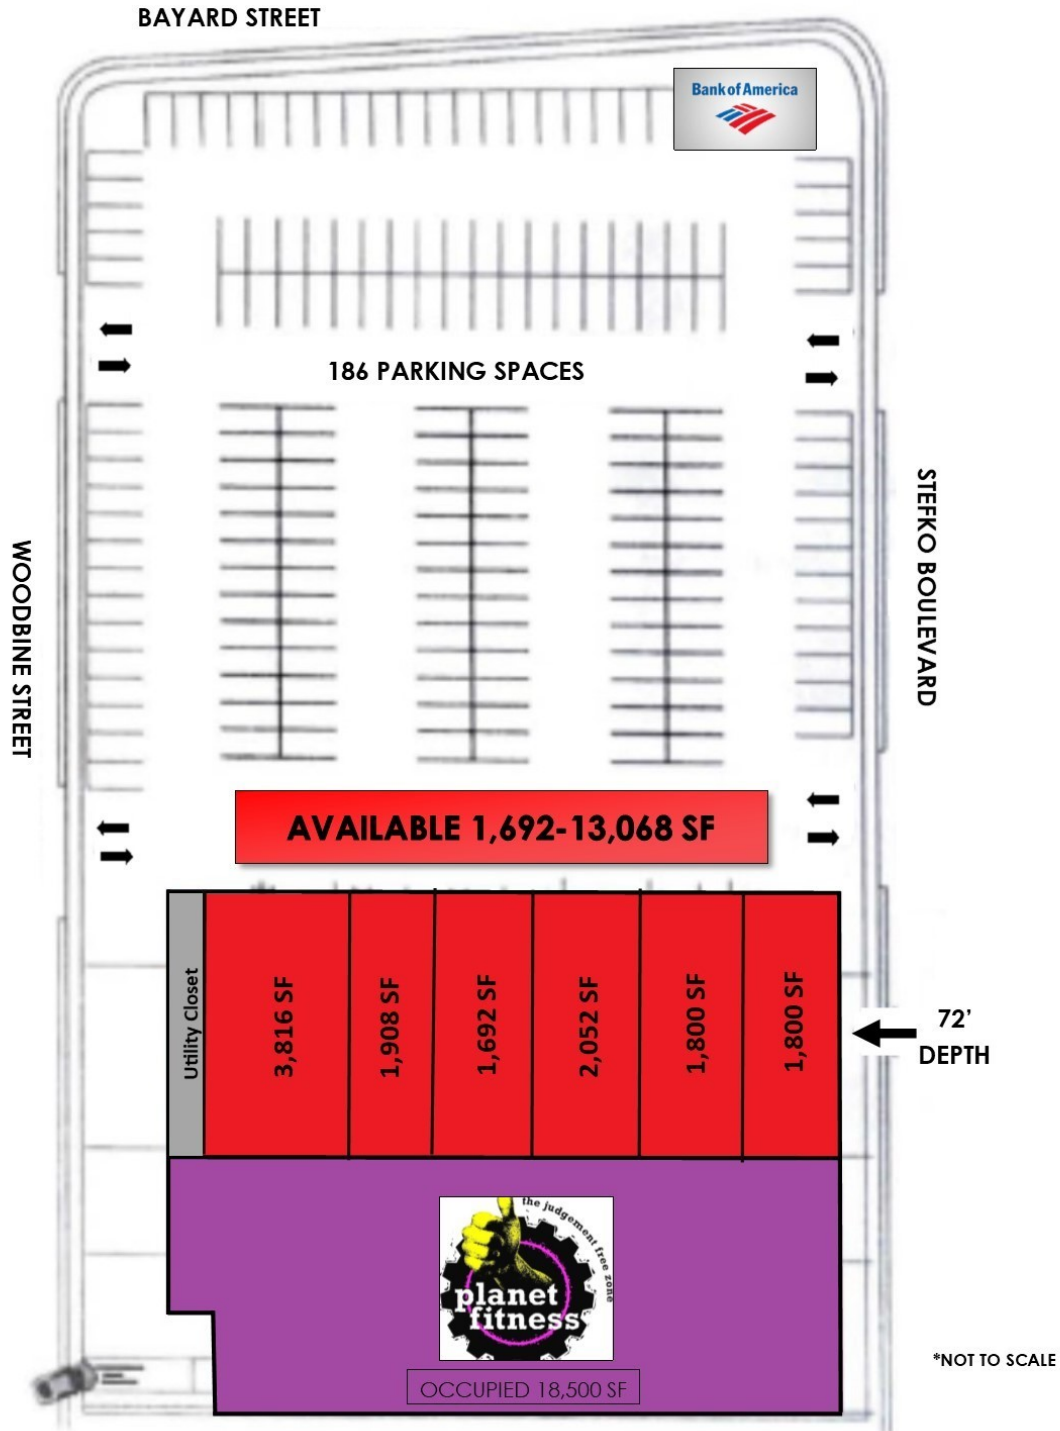 BAYARD STREET
Bank of America
186 PARKING SPACES
WOODBINE STREET
STEFKO BOULEVARD
AVAILABLE 1,692-13,068 SF
Utility Closet
3,816 SF
1,908 SF
1,692 SF
2,052 SF
1,800 SF
1,800 SF
72'
DEPTH
the judgement free zone
planet
fitness
OCCUPIED 18,500 SF
*NOT TO SCALE